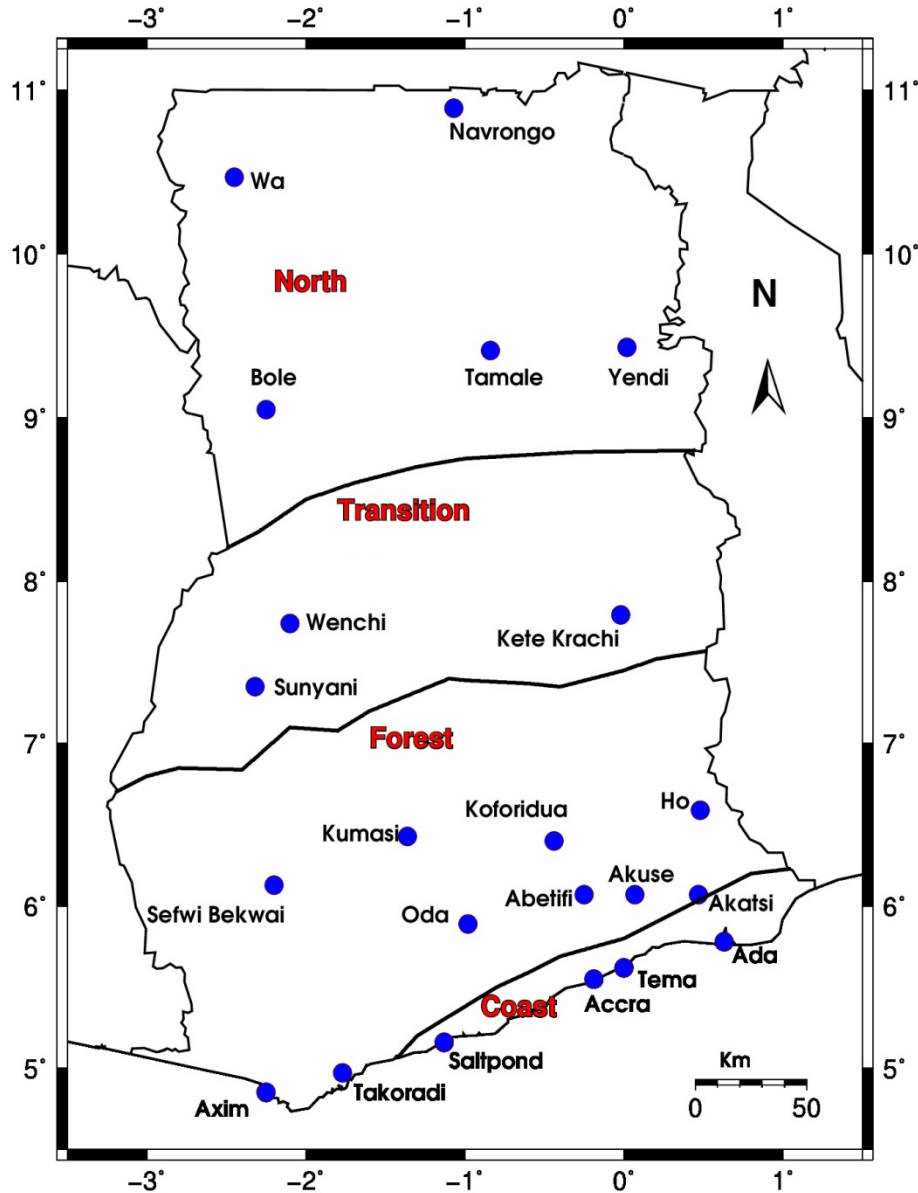 −3° −2° −1° 0° 1°
11° 11°
Navrongo
Wa
10° 10°
North
N
Bole Tamale Yendi
9° 9°
Transition
8° 8°
Wenchi
Kete Krachi
Sunyani
7° 7°
Forest
Ho
Koforidua
Kumasi
Akuse
6° 6°
Sefwi Bekwai
Abetifi
Akatsi
Oda
Ada
Tema
Coast
Accra
Saltpond
5° 5°
Km
Takoradi
Axim
0 50
−3° −2° −1° 0° 1°